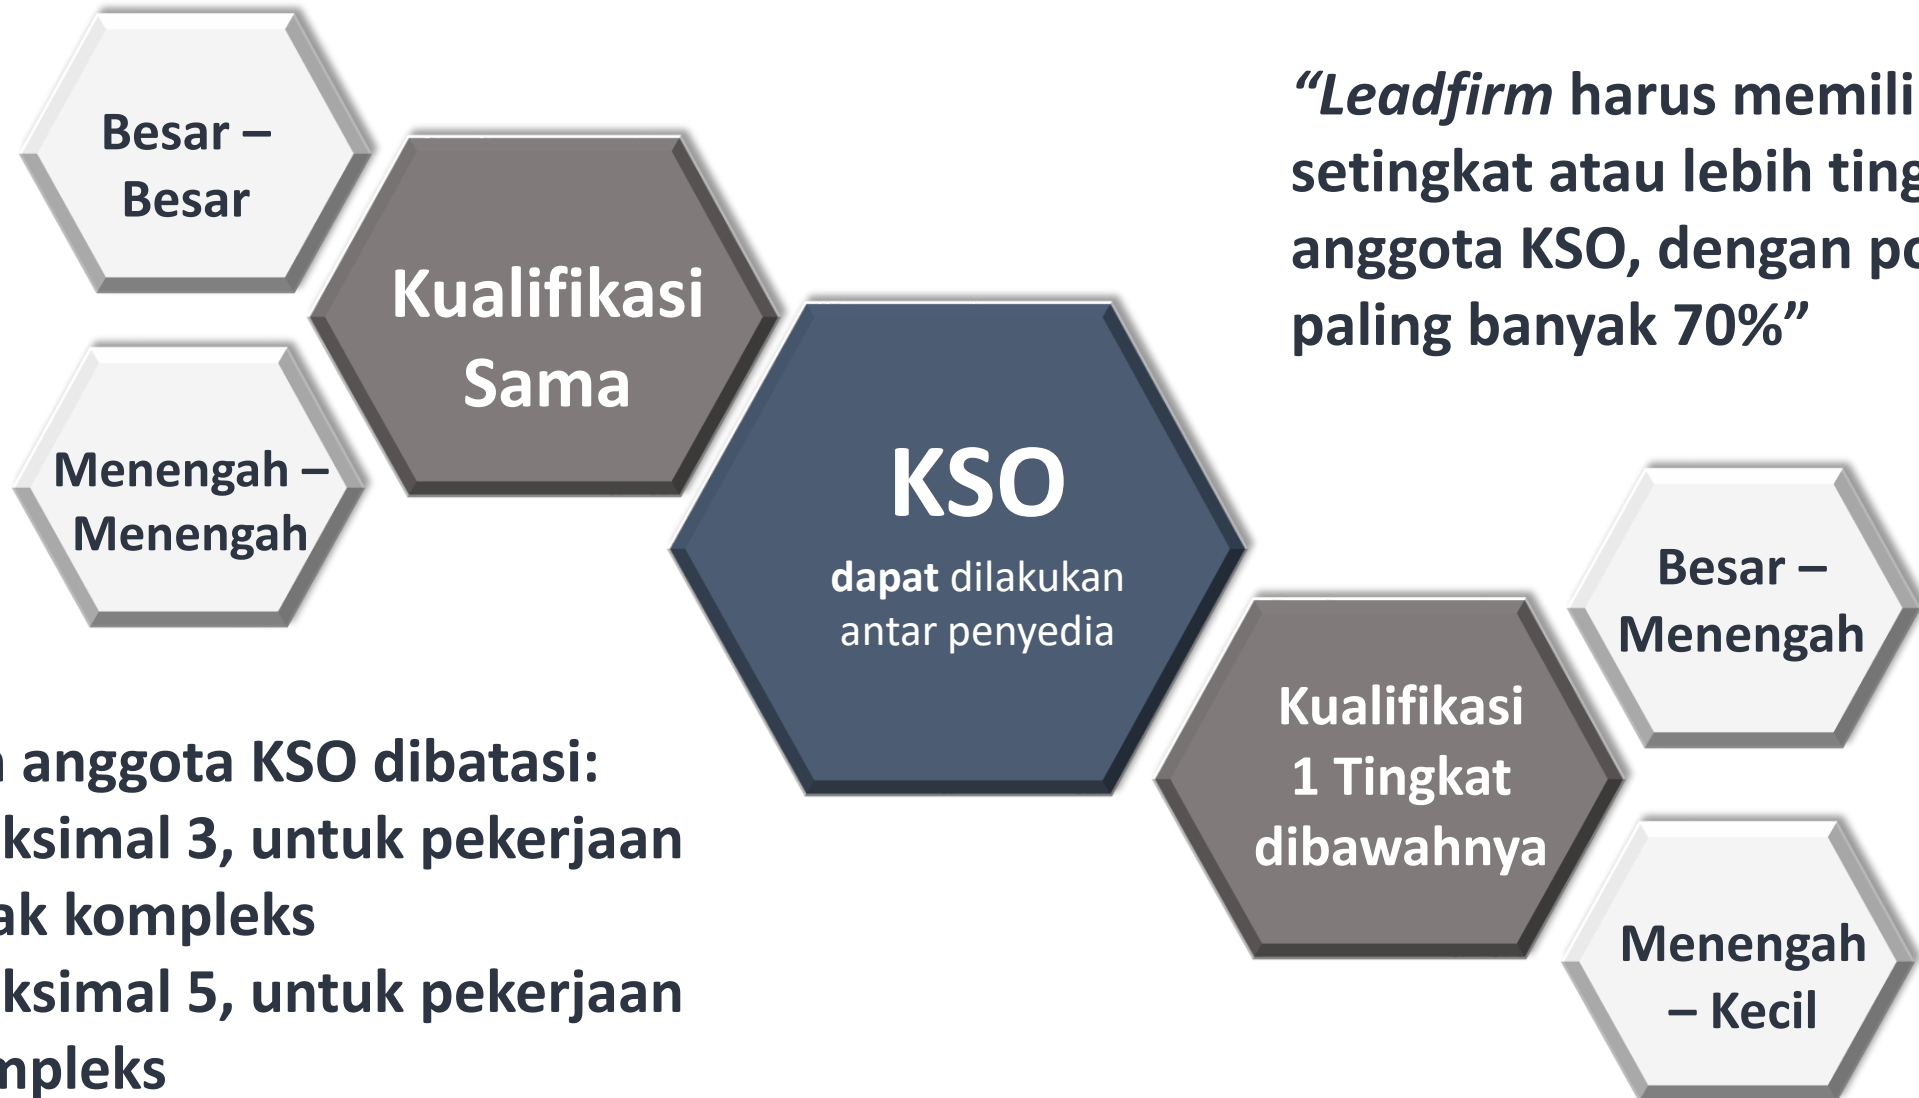 Besar –
Besar
Kualifikasi
Sama
Menengah –
Menengah
“Leadfirm harus memili
setingkat atau lebih ting
anggota KSO, dengan po
paling banyak 70%”
KSO
dapat dilakukan
antar penyedia
Besar –
Menengah
Kualifikasi
1 Tingkat
dibawahnya
Menengah
– Kecil
anggota KSO dibatasi:
ksimal 3, untuk pekerjaan
ak kompleks
ksimal 5, untuk pekerjaan
mpleks